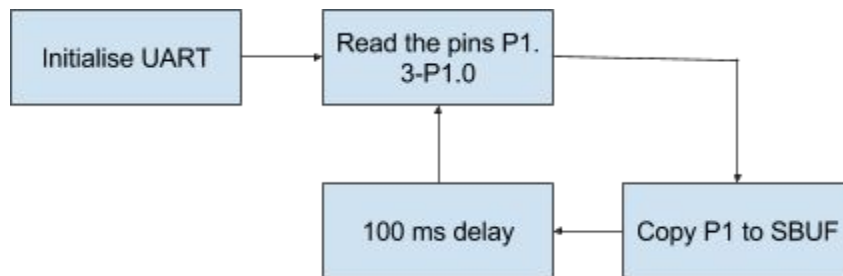 Initialise UART
Read the pins P1.
3-P1.0
100 ms delay
Copy P1 to SBUF